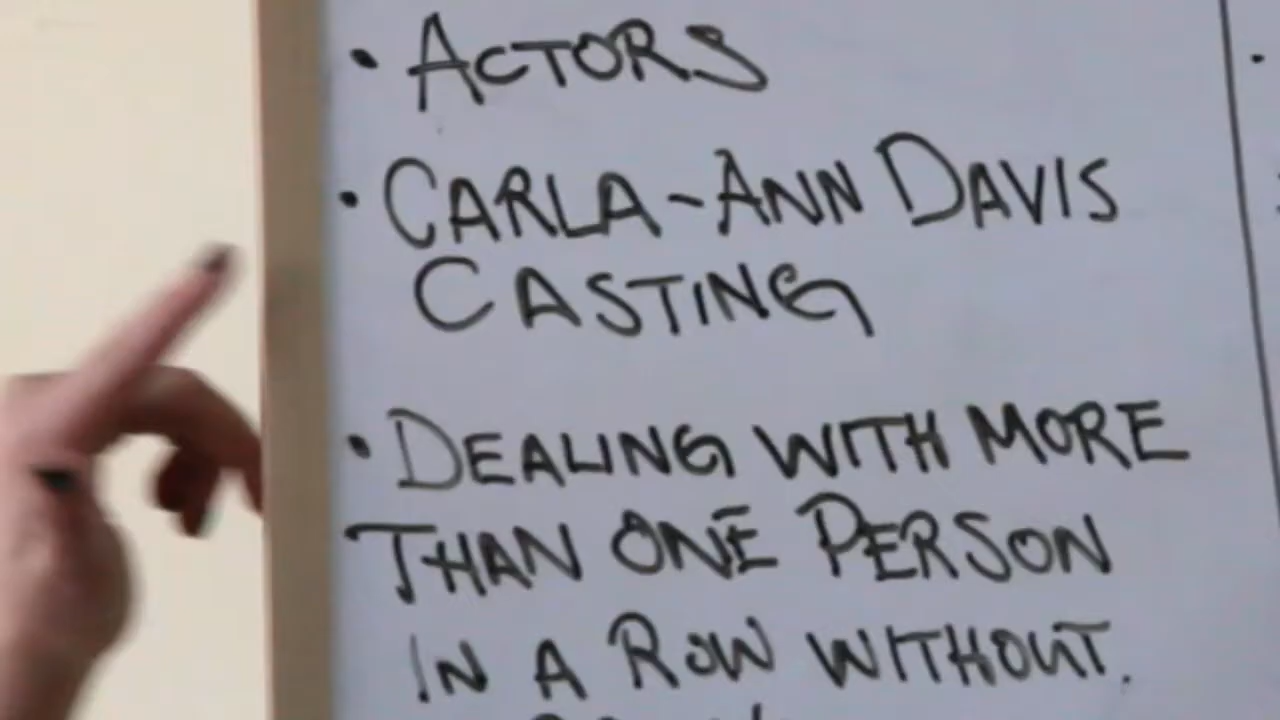 • ACTORS
• CARLA-ANN DAVIS
CASTING
• DEALING WITH MORE
THAN ONE PERSON
IN A ROW WITHOUT